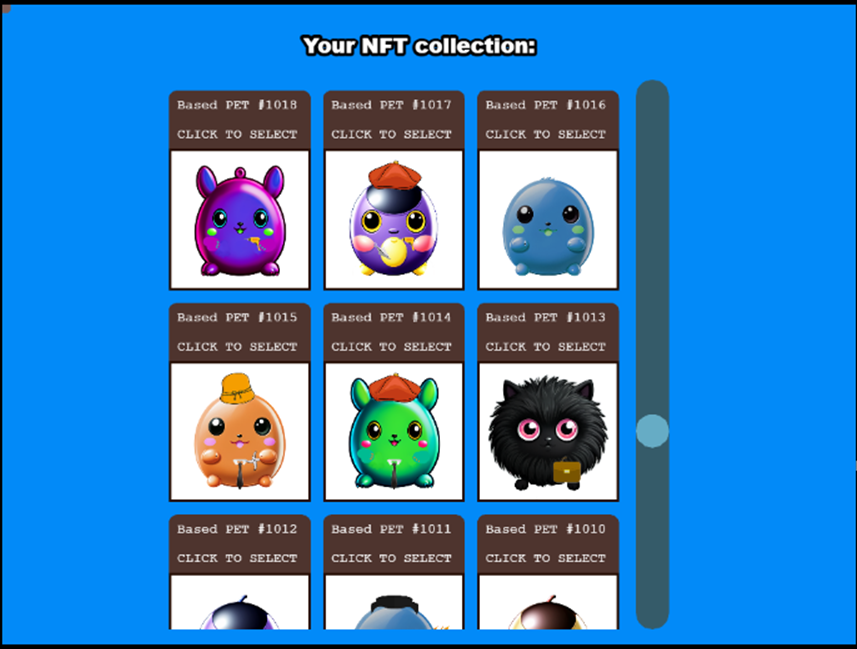 Your NFT collection:
Based PET #1018
CLICK TO SELECT
Based PET #1017
CLICK TO SELECT
Based PET #1016
CLICK TO SELECT
Based PET #1015
CLICK TO SELECT
Based PET #1014
CLICK TO SELECT
Based PET #1013
CLICK TO SELECT
Based PET #1012
CLICK TO SELECT
Based PET #1011
CLICK TO SELECT
Based PET #1010
CLICK TO SELECT